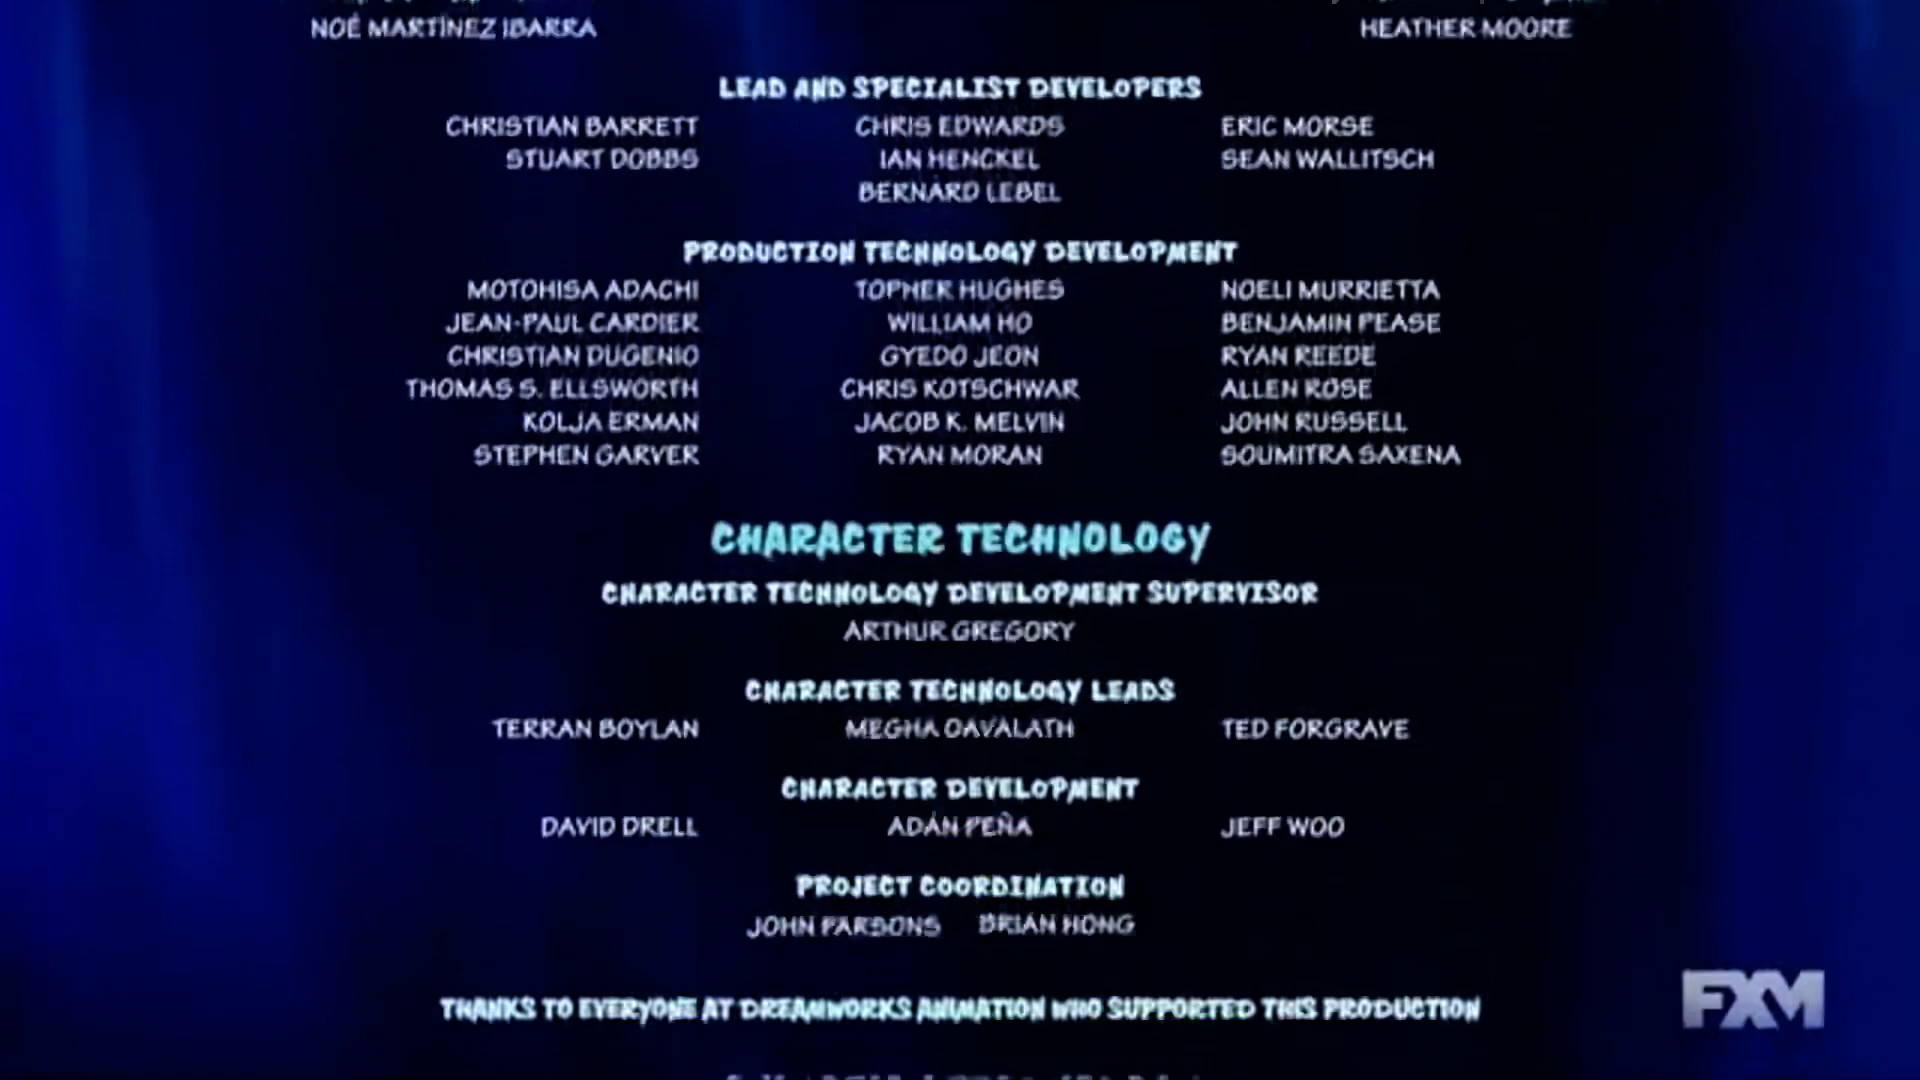 NOÉ MARTÍNEZ IBARRA HEATHER MOORE
LEAD AND SPECIALIST DEVELOPERS
CHRISTIAN BARRETT CHRIS EDWARDS ERIC MORSE
STUART DOBBS IAN HENCKEL SEAN WALLITSCH
BERNARD LEBEL
PRODUCTION TECHNOLOGY DEVELOPMENT
MOTOHISA ADACHI TOPHER HUGHES NOELI MURRIETTA
JEAN-PAUL CARDIER WILLIAM HO BENJAMIN PEASE
CHRISTIAN DUGENIO GYEDO JEON RYAN REEDE
THOMAS S. ELLSWORTH CHRIS KOTSCHWAR ALLEN ROSE
KOLJA ERMAN JACOB K. MELVIN JOHN RUSSELL
STEPHEN GARVER RYAN MORAN SOUMITRA SAXENA
CHARACTER TECHNOLOGY
CHARACTER TECHNOLOGY DEVELOPMENT SUPERVISOR
ARTHUR GREGORY
CHARACTER TECHNOLOGY LEADS
TERRAN BOYLAN MEGHA DAVALATH TED FORGRAVE
CHARACTER DEVELOPMENT
DAVID DRELL ADÁN PEÑA JEFF WOO
PROJECT COORDINATION
JOHN PARSONS BRIAN HONG
THANKS TO EVERYONE AT DREAMWORKS ANIMATION WHO SUPPORTED THIS PRODUCTION
FXM